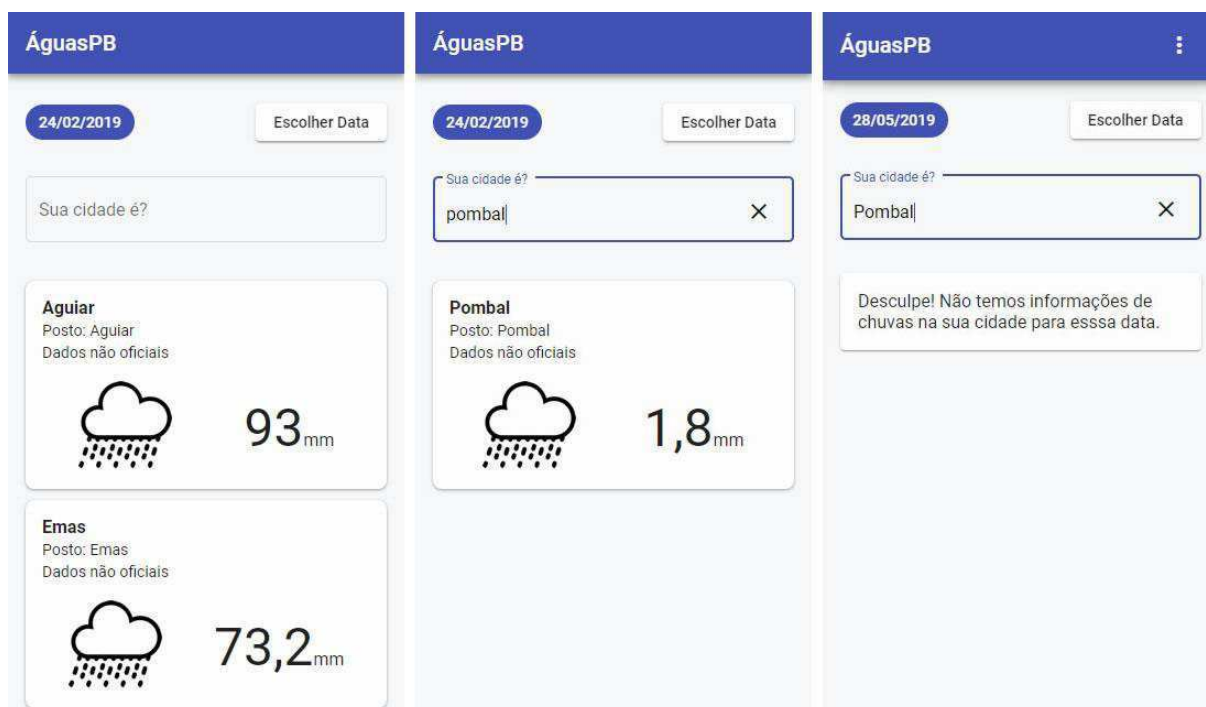 ÁguasPB
24/02/2019
Escolher Data
Sua cidade é?
Aguiar
Posto: Aguiar
Dados não oficiais
93mm
Emas
Posto: Emas
Dados não oficiais
73,2mm
ÁguasPB
24/02/2019
Escolher Data
Sua cidade é?
pombal
Pombal
Posto: Pombal
Dados não oficiais
1,8mm
ÁguasPB
28/05/2019
Escolher Data
Sua cidade é?
Pombal
Desculpe! Não temos informações de
chuvas na sua cidade para esssa data.